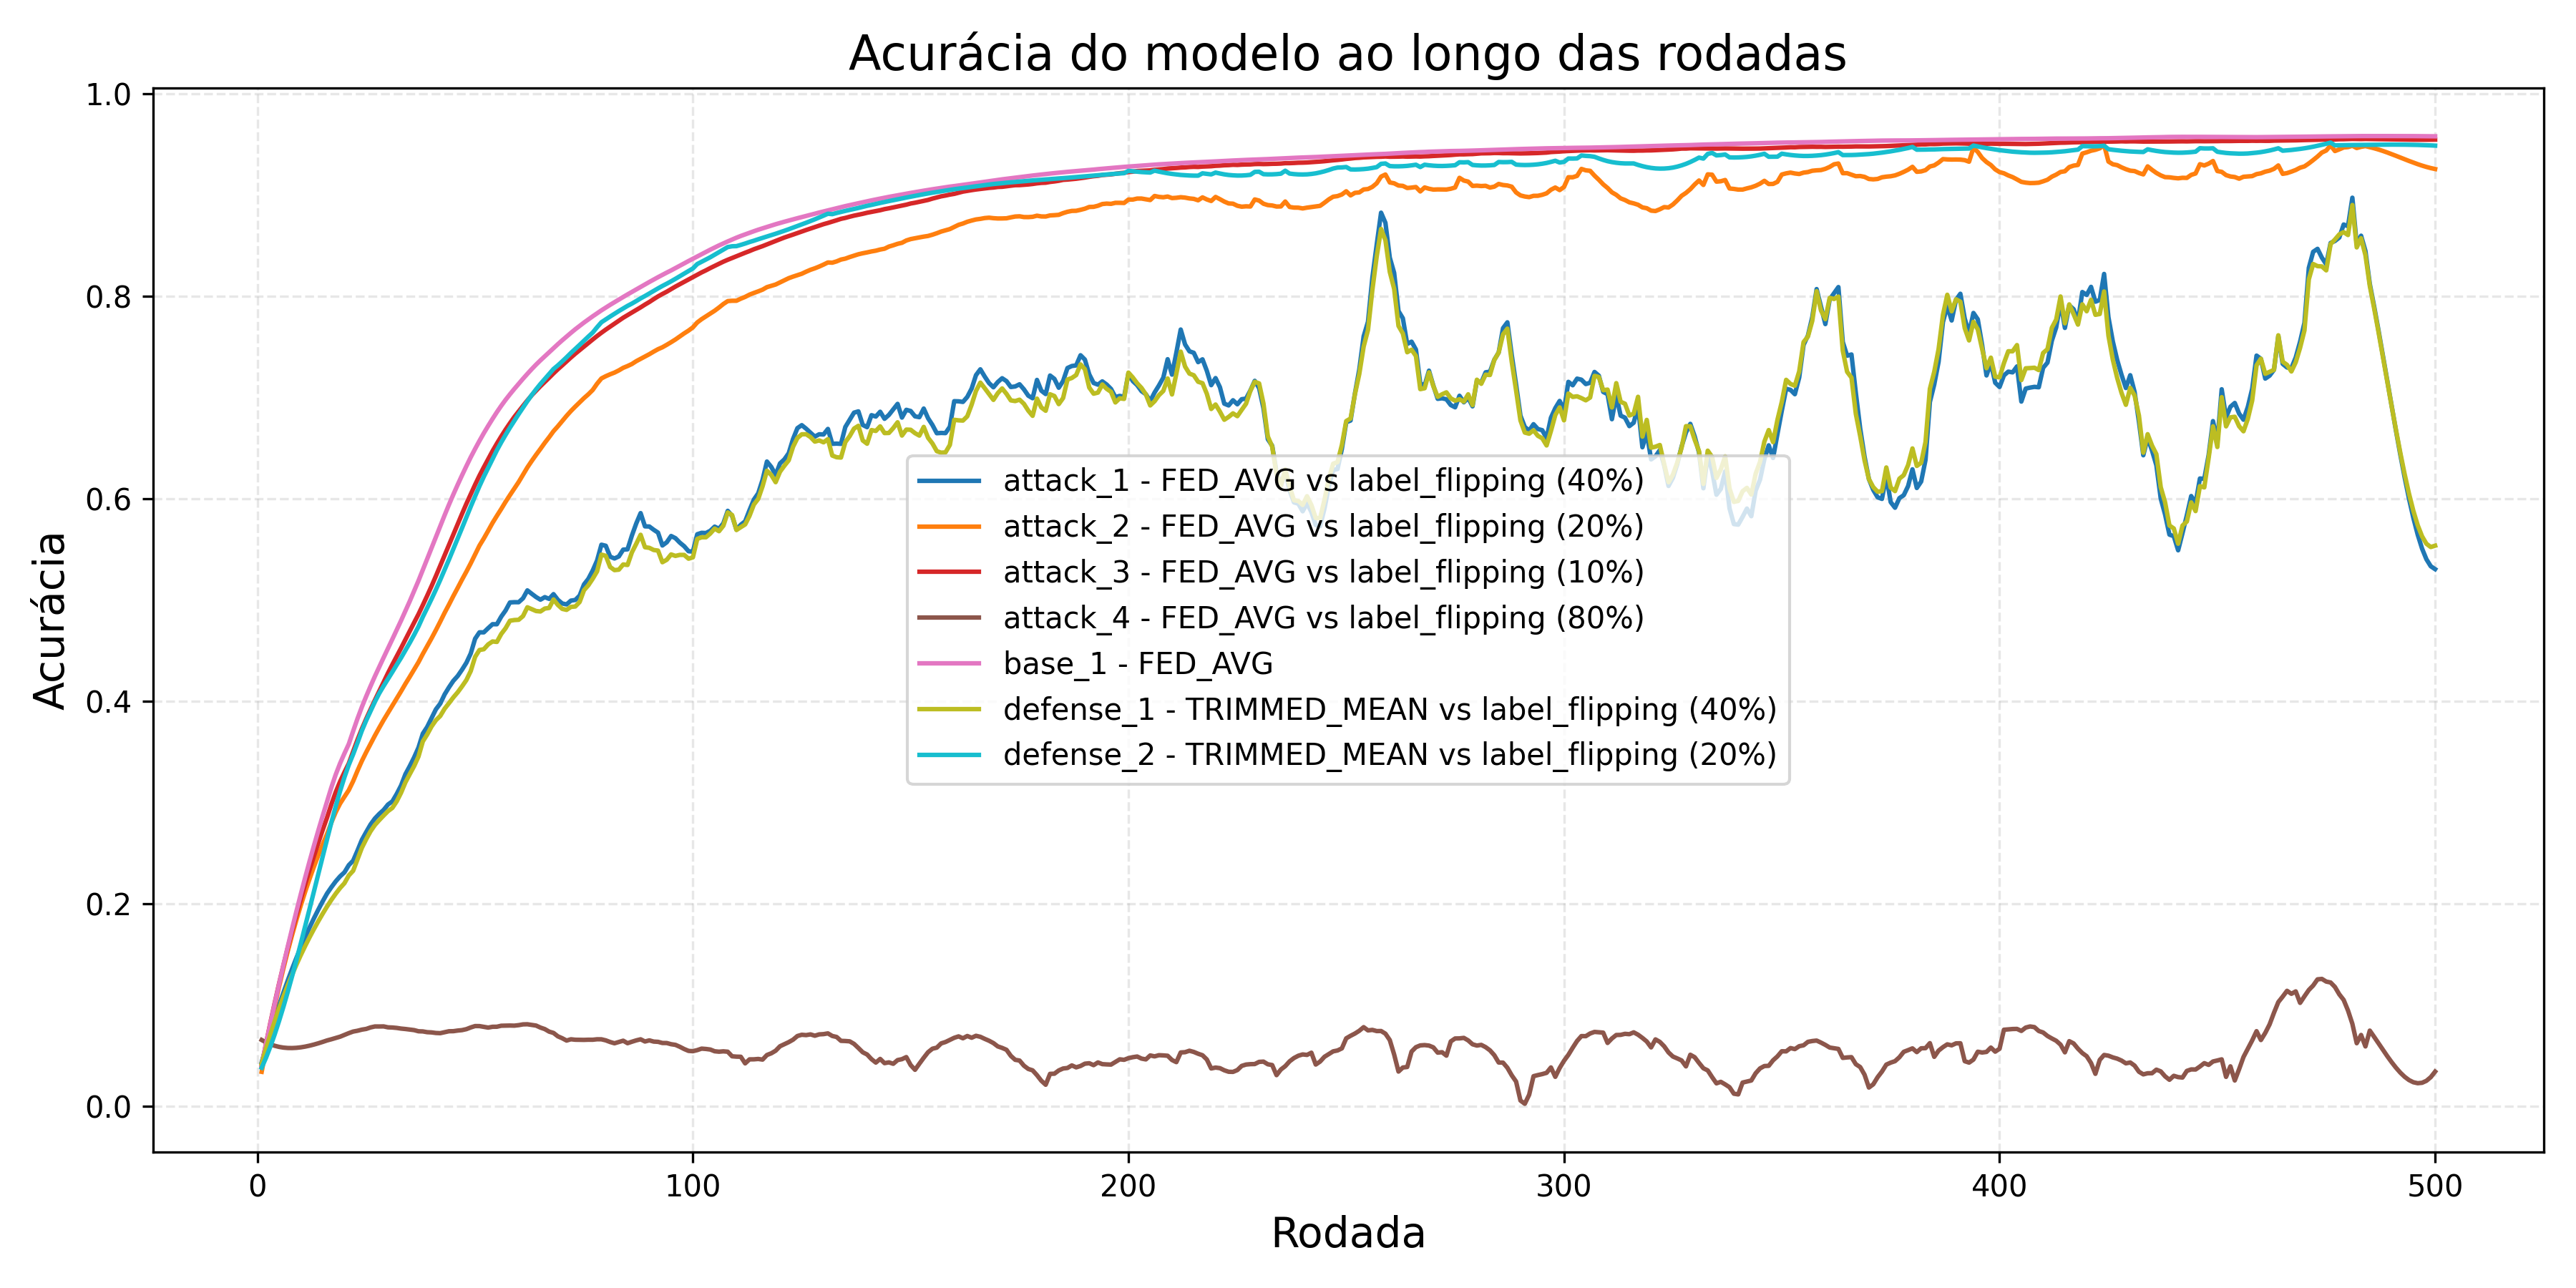 Acurácia do modelo ao longo das rodadas
Acurácia
1.0
0.8
0.6
0.4
0.2
0.0
attack_1 - FED_AVG vs label_flipping (40%)
attack_2 - FED_AVG vs label_flipping (20%)
attack_3 - FED_AVG vs label_flipping (10%)
attack_4 - FED_AVG vs label_flipping (80%)
base_1 - FED_AVG
defense_1 - TRIMMED_MEAN vs label_flipping (40%)
defense_2 - TRIMMED_MEAN vs label_flipping (20%)
0 100 200 300 400 500
Rodada